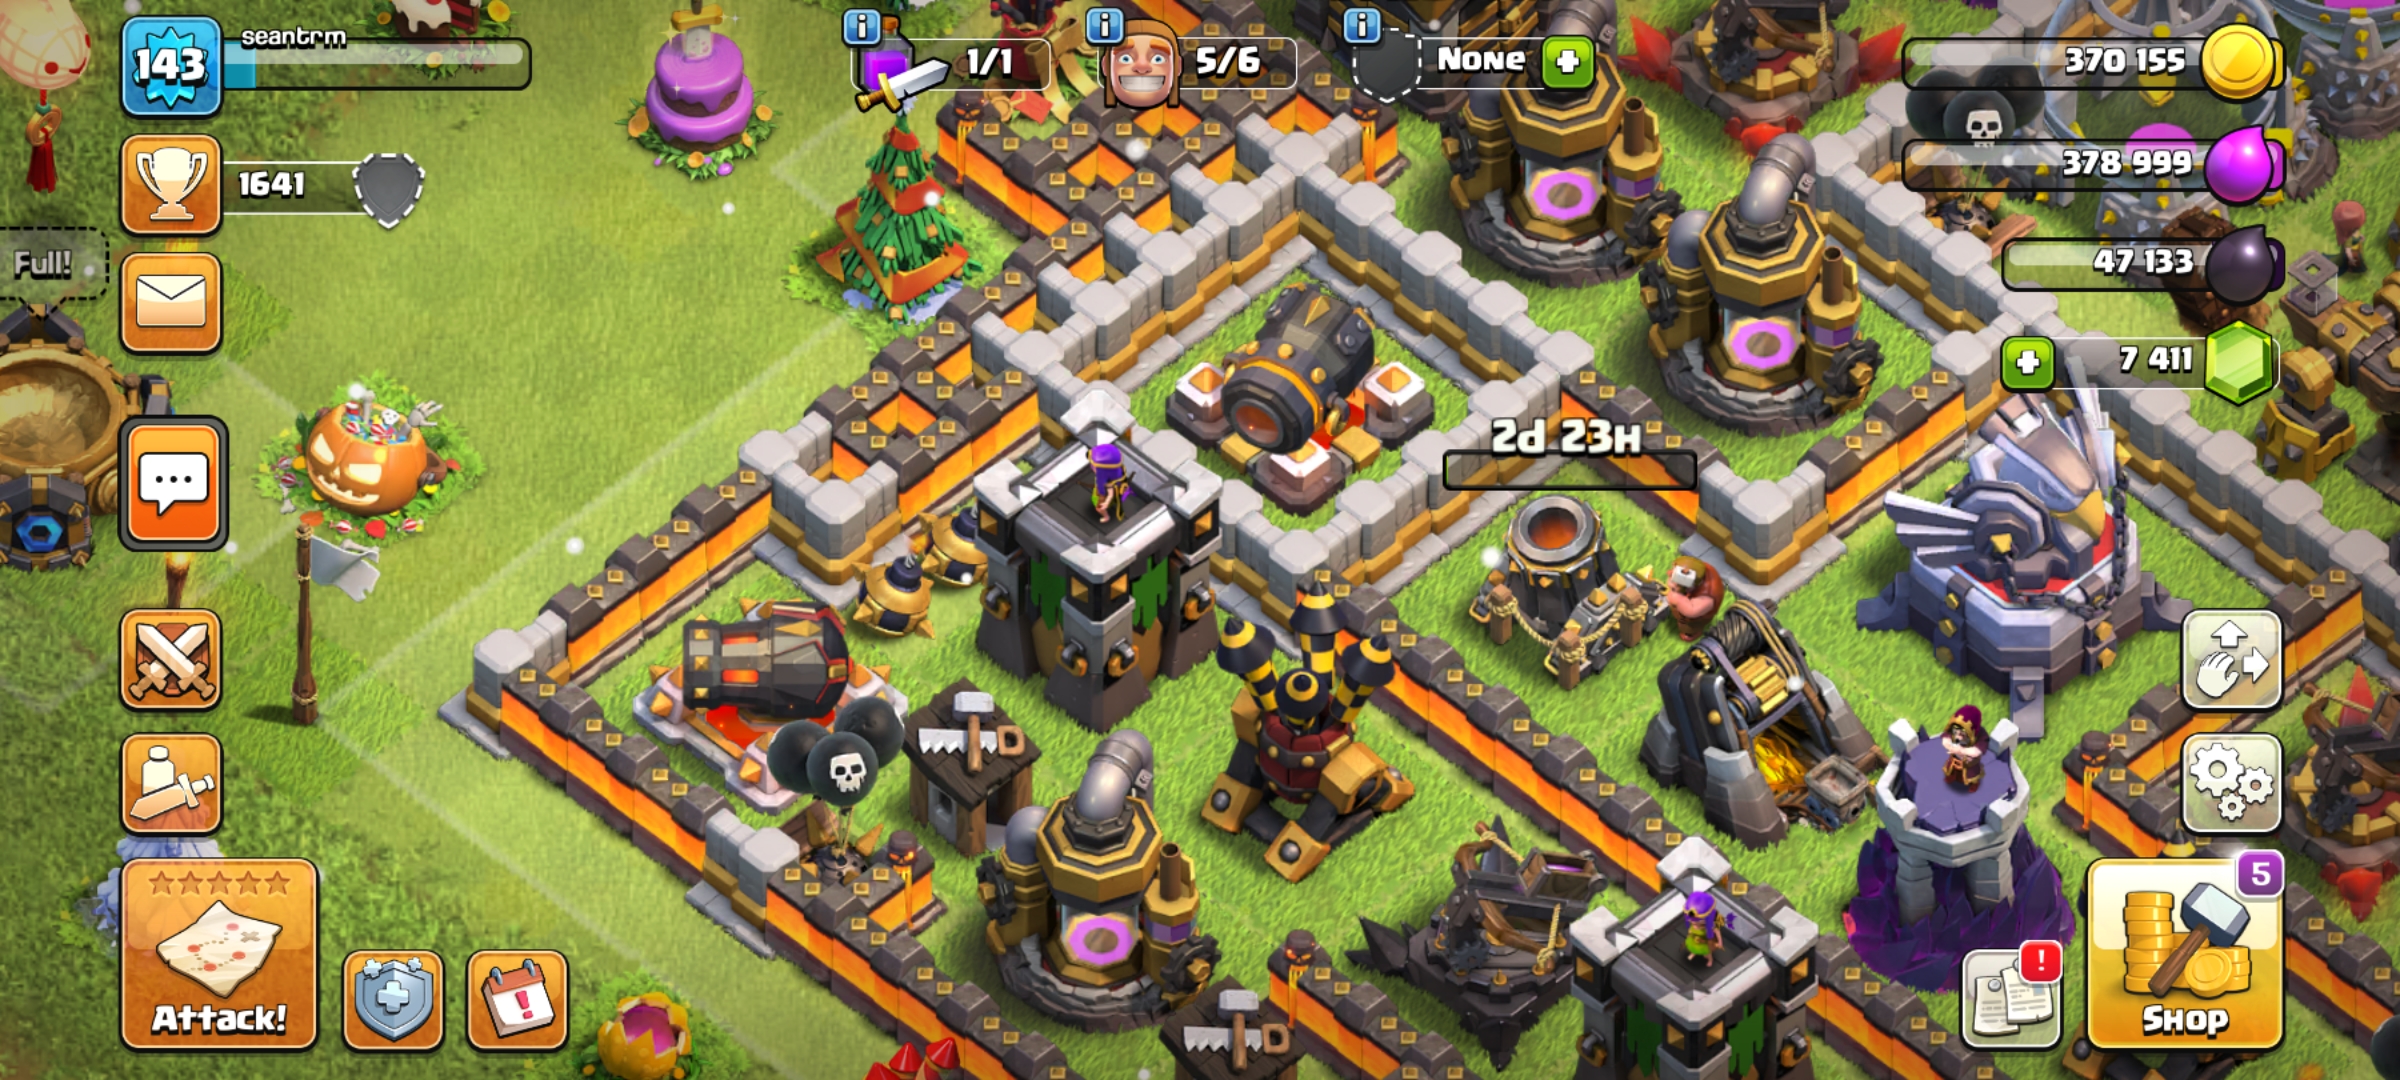 143
seantrm
1/1
5/6
None
370 155
1641
378 999
Full!
47 133
7 411
2d 23h
5
Attack!
Shop